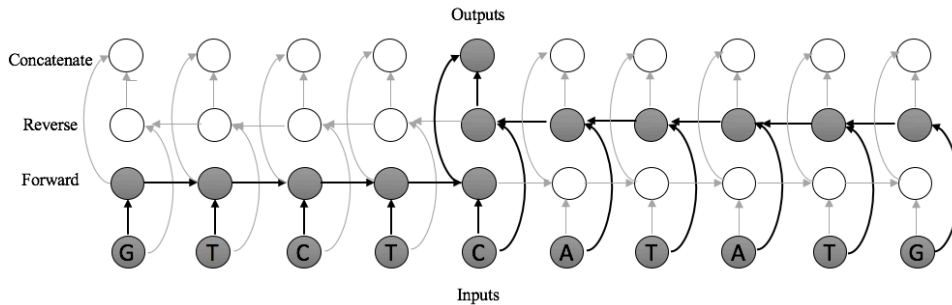 Outputs
Concatenate
Reverse
Forward
G T C T C A T A T G
Inputs